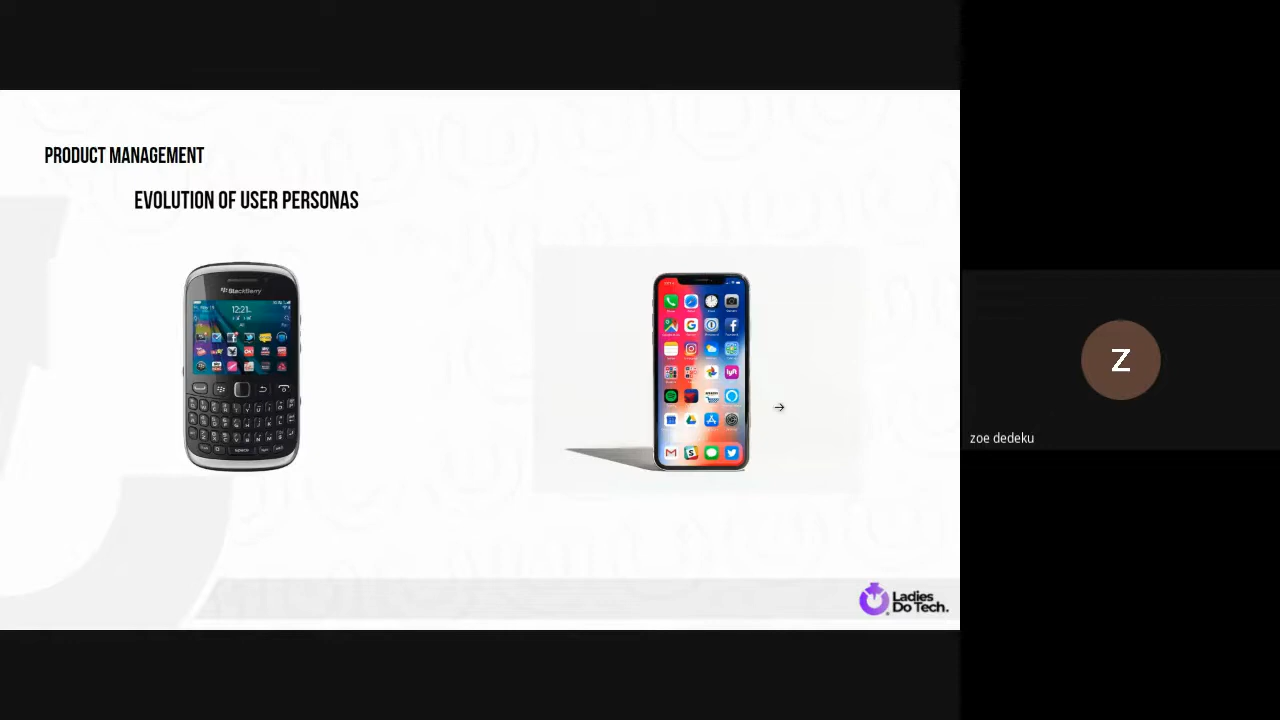 PRODUCT MANAGEMENT
EVOLUTION OF USER PERSONAS
BlackBerry
12:21
Ladies
Do Tech.
Z
zoe dedeku